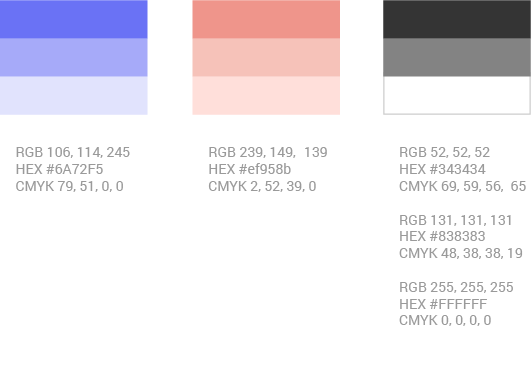 RGB 106, 114, 245
HEX #6A72F5
CMYK 79, 51, 0, 0
RGB 239, 149, 139
HEX #ef958b
CMYK 2, 52, 39, 0
RGB 52, 52, 52
HEX #343434
CMYK 69, 59, 56, 65
RGB 131, 131, 131
HEX #838383
CMYK 48, 38, 38, 19
RGB 255, 255, 255
HEX #FFFFFF
CMYK 0, 0, 0, 0